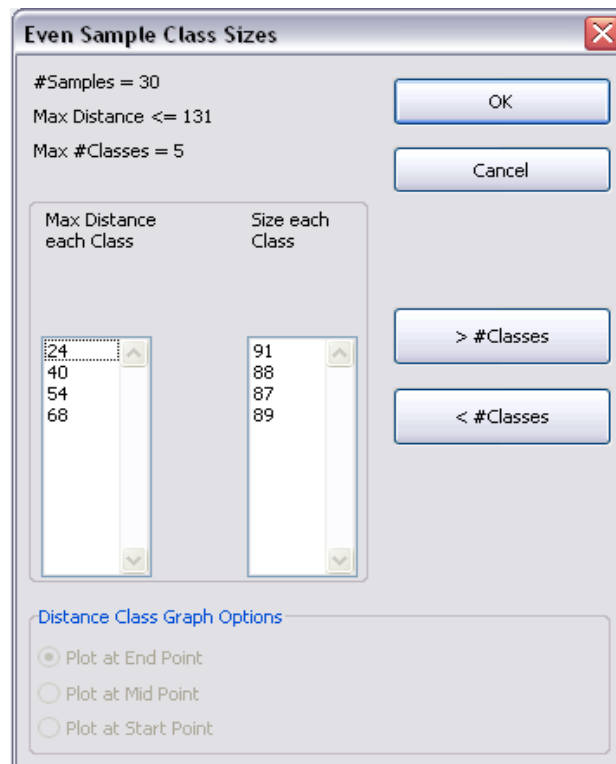 Even Sample Class Sizes
#Samples = 30
Max Distance <= 131
Max #Classes = 5
OK
Cancel
Max Distance
each Class
Size each
Class
24
40
54
68
91
88
87
89
> #Classes
< #Classes
Distance Class Graph Options
Plot at End Point
Plot at Mid Point
Plot at Start Point